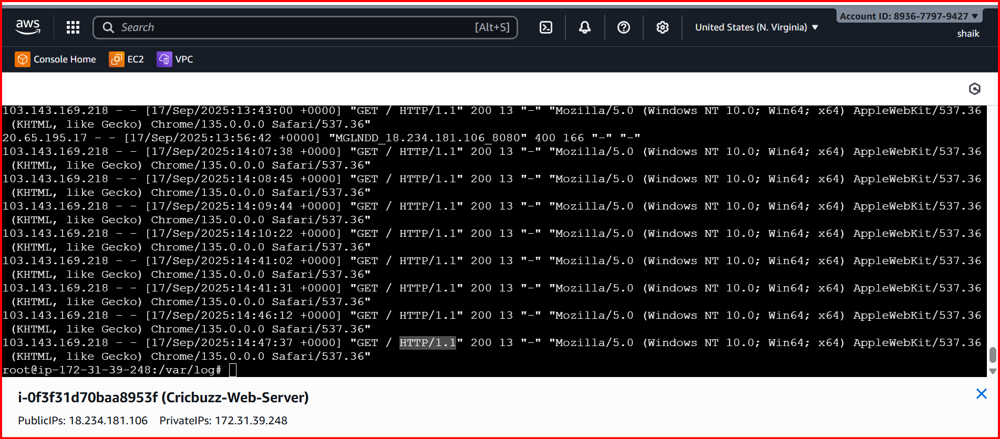 aws
Search
[Alt+S]
United States (N. Virginia)
Account ID: 8936-7797-9427
shaik
Console Home
EC2
VPC
103.143.169.218 - - [17/Sep/2025:13:43:00 +0000] "GET / HTTP/1.1" 200 13 "-" "Mozilla/5.0 (Windows NT 10.0; Win64; x64) AppleWebKit/537.36
(KHTML, like Gecko) Chrome/135.0.0.0 Safari/537.36"
20.65.195.17 - - [17/Sep/2025:13:56:42 +0000] "MGLNDD_18.234.181.106_8080" 400 166 "-" "-"
103.143.169.218 - - [17/Sep/2025:14:07:38 +0000] "GET / HTTP/1.1" 200 13 "-" "Mozilla/5.0 (Windows NT 10.0; Win64; x64) AppleWebKit/537.36
(KHTML, like Gecko) Chrome/135.0.0.0 Safari/537.36"
103.143.169.218 - - [17/Sep/2025:14:08:45 +0000] "GET / HTTP/1.1" 200 13 "-" "Mozilla/5.0 (Windows NT 10.0; Win64; x64) AppleWebKit/537.36
(KHTML, like Gecko) Chrome/135.0.0.0 Safari/537.36"
103.143.169.218 - - [17/Sep/2025:14:09:44 +0000] "GET / HTTP/1.1" 200 13 "-" "Mozilla/5.0 (Windows NT 10.0; Win64; x64) AppleWebKit/537.36
(KHTML, like Gecko) Chrome/135.0.0.0 Safari/537.36"
103.143.169.218 - - [17/Sep/2025:14:10:22 +0000] "GET / HTTP/1.1" 200 13 "-" "Mozilla/5.0 (Windows NT 10.0; Win64; x64) AppleWebKit/537.36
(KHTML, like Gecko) Chrome/135.0.0.0 Safari/537.36"
103.143.169.218 - - [17/Sep/2025:14:41:02 +0000] "GET / HTTP/1.1" 200 13 "-" "Mozilla/5.0 (Windows NT 10.0; Win64; x64) AppleWebKit/537.36
(KHTML, like Gecko) Chrome/135.0.0.0 Safari/537.36"
103.143.169.218 - - [17/Sep/2025:14:41:31 +0000] "GET / HTTP/1.1" 200 13 "-" "Mozilla/5.0 (Windows NT 10.0; Win64; x64) AppleWebKit/537.36
(KHTML, like Gecko) Chrome/135.0.0.0 Safari/537.36"
103.143.169.218 - - [17/Sep/2025:14:46:12 +0000] "GET / HTTP/1.1" 200 13 "-" "Mozilla/5.0 (Windows NT 10.0; Win64; x64) AppleWebKit/537.36
(KHTML, like Gecko) Chrome/135.0.0.0 Safari/537.36"
103.143.169.218 - - [17/Sep/2025:14:47:37 +0000] "GET / HTTP/1.1" 200 13 "-" "Mozilla/5.0 (Windows NT 10.0; Win64; x64) AppleWebKit/537.36
(KHTML, like Gecko) Chrome/135.0.0.0 Safari/537.36"
root@ip-172-31-39-248:/var/log#
i-0f3f31d70baa8953f (Cricbuzz-Web-Server)
PublicIPs: 18.234.181.106 PrivateIPs: 172.31.39.248